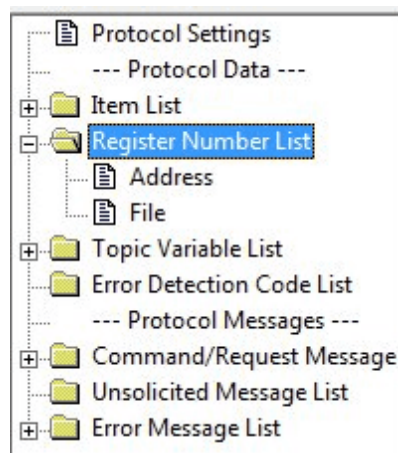 Protocol Settings
--- Protocol Data ---
Item List
Register Number List
Address
File
Topic Variable List
Error Detection Code List
--- Protocol Messages ---
Command/Request Message
Unsolicited Message List
Error Message List